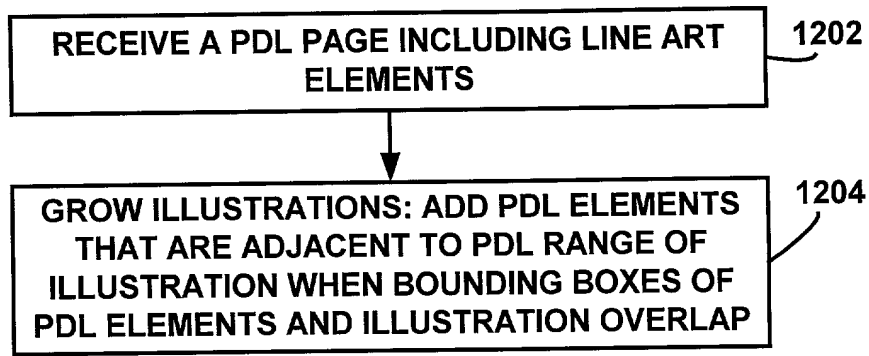 RECEIVE A PDL PAGE INCLUDING LINE ART
ELEMENTS
1202
GROW ILLUSTRATIONS: ADD PDL ELEMENTS
THAT ARE ADJACENT TO PDL RANGE OF
ILLUSTRATION WHEN BOUNDING BOXES OF
PDL ELEMENTS AND ILLUSTRATION OVERLAP
1204